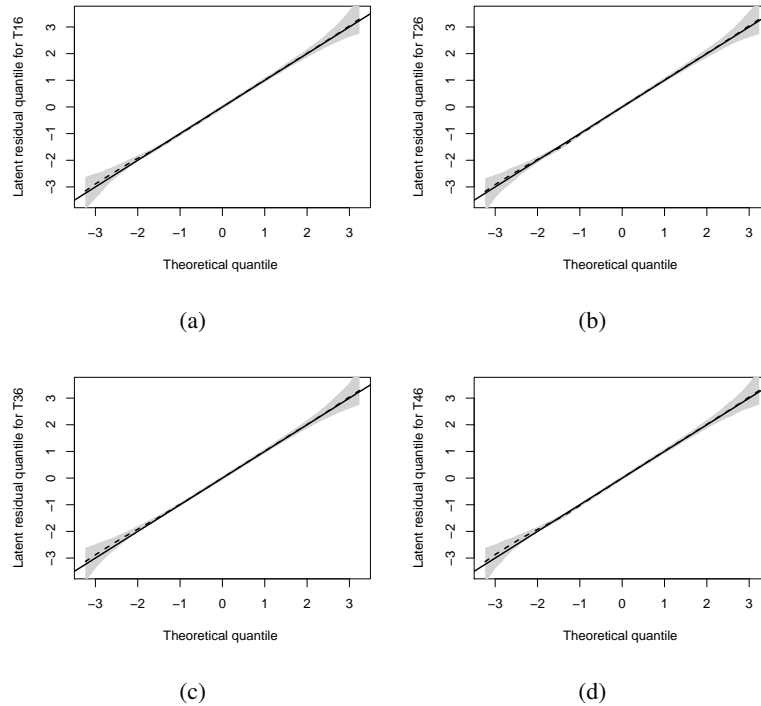 Latent residual quantile for T16
3
2
1
0
−1
−2
−3
−3 −2 −1 0 1 2 3
Theoretical quantile
(a)
Latent residual quantile for T26
3
2
1
0
−1
−2
−3
−3 −2 −1 0 1 2 3
Theoretical quantile
(b)
Latent residual quantile for T36
3
2
1
0
−1
−2
−3
−3 −2 −1 0 1 2 3
Theoretical quantile
(c)
Latent residual quantile for T46
3
2
1
0
−1
−2
−3
−3 −2 −1 0 1 2 3
Theoretical quantile
(d)